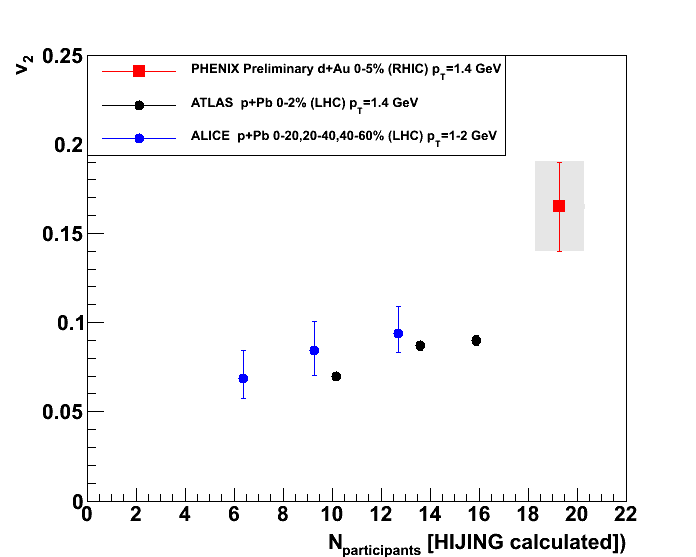 v2
0.25
0.2
0.15
0.1
0.05
0
PHENIX Preliminary d+Au 0-5% (RHIC) pT=1.4 GeV
ATLAS p+Pb 0-2% (LHC) pT=1.4 GeV
ALICE p+Pb 0-20,20-40,40-60% (LHC) pT=1-2 GeV
0 2 4 6 8 10 12 14 16 18 20 22
Nparticipants [HIJING calculated])